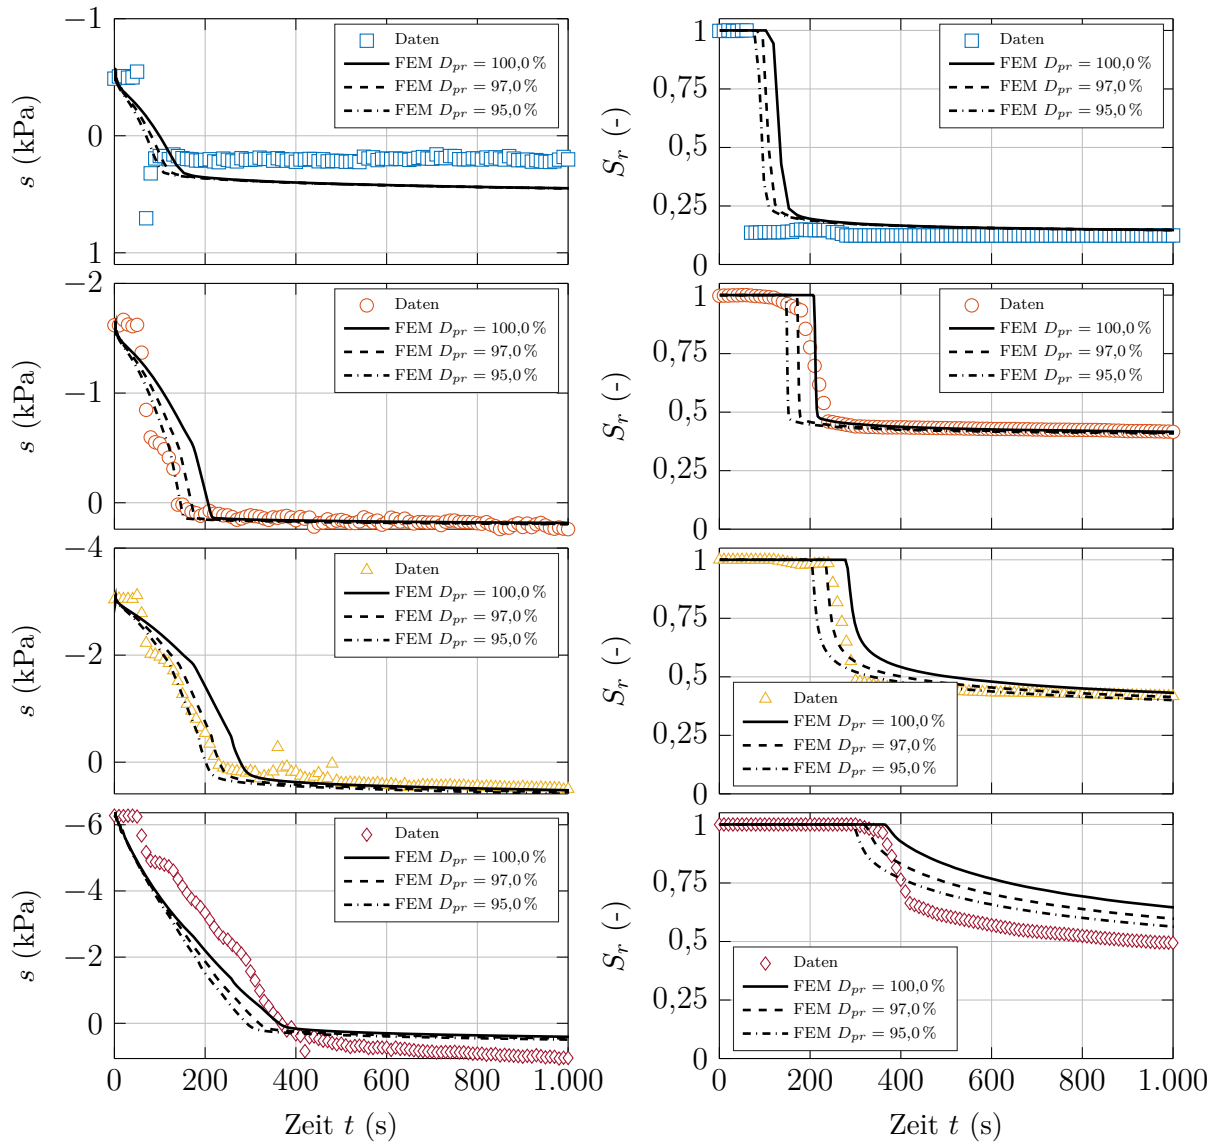 −1
0
1
s (kPa)
Daten
FEM Dpr = 100,0 %
FEM Dpr = 97,0 %
FEM Dpr = 95,0 %
1
0,75
0,5
0,25
0
Sr (-)
Daten
FEM Dpr = 100,0 %
FEM Dpr = 97,0 %
FEM Dpr = 95,0 %
−2
−1
0
s (kPa)
Daten
FEM Dpr = 100,0 %
FEM Dpr = 97,0 %
FEM Dpr = 95,0 %
1
0,75
0,5
0,25
0
Sr (-)
Daten
FEM Dpr = 100,0 %
FEM Dpr = 97,0 %
FEM Dpr = 95,0 %
−4
−2
0
s (kPa)
Daten
FEM Dpr = 100,0 %
FEM Dpr = 97,0 %
FEM Dpr = 95,0 %
1
0,75
0,5
0,25
0
Sr (-)
Daten
FEM Dpr = 100,0 %
FEM Dpr = 97,0 %
FEM Dpr = 95,0 %
−6
−4
−2
0
s (kPa)
Daten
FEM Dpr = 100,0 %
FEM Dpr = 97,0 %
FEM Dpr = 95,0 %
0 200 400 600 800 1.000
Zeit t (s)
1
0,75
0,5
0,25
0
Sr (-)
Daten
FEM Dpr = 100,0 %
FEM Dpr = 97,0 %
FEM Dpr = 95,0 %
0 200 400 600 800 1.000
Zeit t (s)